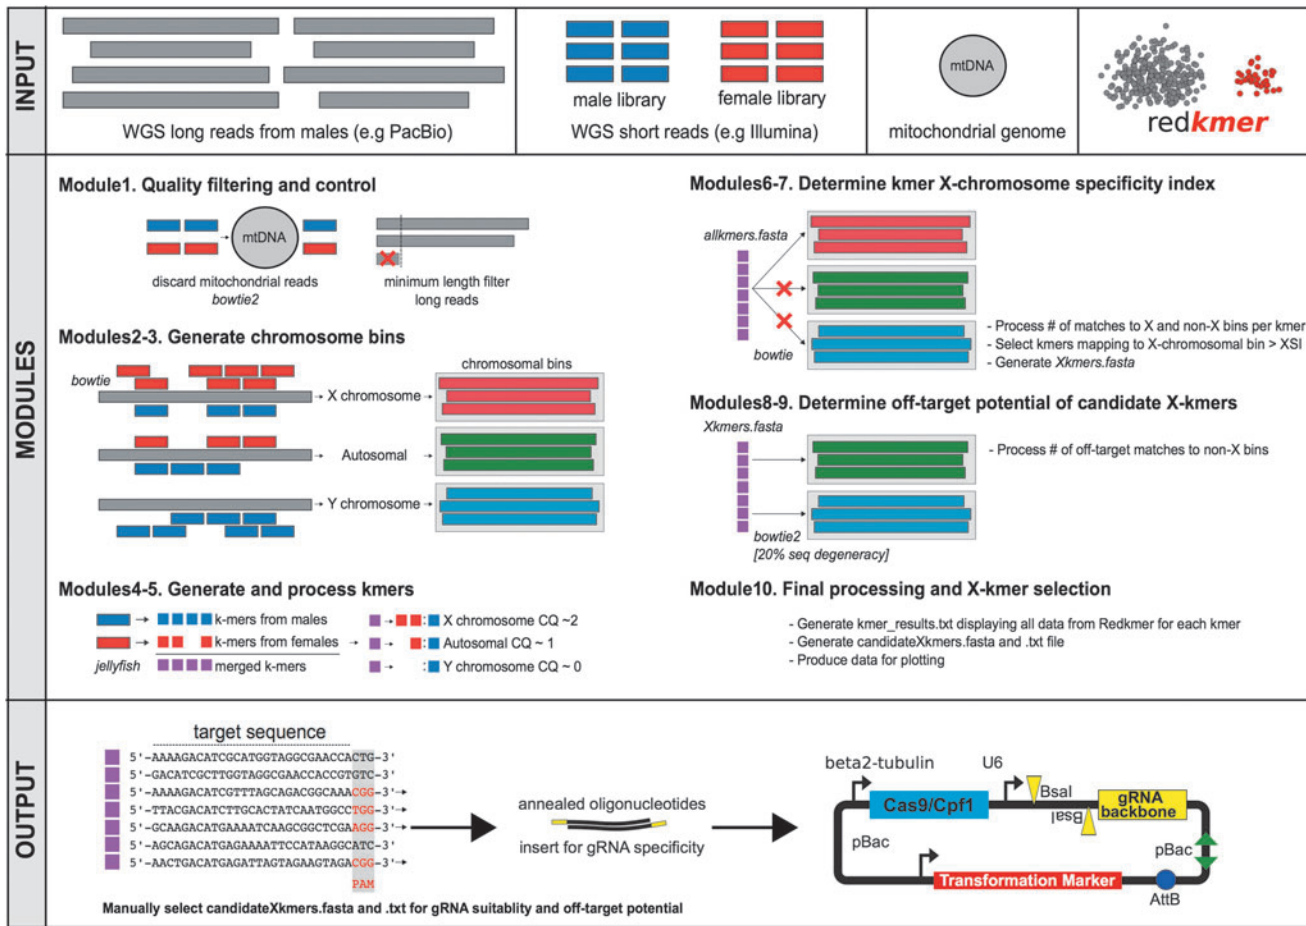 INPUT
WGS long reads from males (e.g PacBio)
male library
female library
WGS short reads (e.g Illumina)
mtDNA
mitochondrial genome
redkmer
MODULES
Module1. Quality filtering and control
mtDNA
discard mitochondrial reads
bowtie2
minimum length filter
long reads
Modules2-3. Generate chromosome bins
bowtie
chromosomal bins
X chromosome
Autosomal
Y chromosome
Modules4-5. Generate and process kmers
k-mers from males
k-mers from females
jellyfish
merged k-mers
: X chromosome CQ ~2
: Autosomal CQ ~ 1
: Y chromosome CQ ~ 0
Modules6-7. Determine kmer X-chromosome specificity index
allkmers.fasta
bowtie
- Process # of matches to X and non-X bins per kmer
- Select kmers mapping to X-chromosomal bin > XSI
- Generate Xkmers.fasta
Modules8-9. Determine off-target potential of candidate X-kmers
Xkmers.fasta
- Process # of off-target matches to non-X bins
bowtie2
[20% seq degeneracy]
Module10. Final processing and X-kmer selection
- Generate kmer_results.txt displaying all data from Redkmer for each kmer
- Generate candidateXkmers.fasta and .txt file
- Produce data for plotting
OUTPUT
target sequence
5'-AAAAGACATCGCATGGTAGGCGAACCACTG-3'
5'-GACATCGCTTGGTAGGCGAACCACCGTGTC-3'
5'-AAAAGACATCGTTTAGCAGACGGCAAACGG-3'
5'-TTACGACATCTTGCACTATCAATGGCCTGG-3'
5'-GCAAGACATGAAAATCAAGCGGCTCGAAGG-3'
5'-AGCAGACATGAGAAAATTCCATAAGGCATC-3'
5'-AACTGACATGAGATTAGTAGAAGTAGACGG-3'
PAM
Manually select candidateXkmers.fasta and .txt for gRNA suitablity and off-target potential
annealed oligonucleotides
insert for gRNA specificity
beta2-tubulin
U6
Cas9/Cpf1
BsaI
BsaI
gRNA
backbone
pBac
pBac
Transformation Marker
AttB